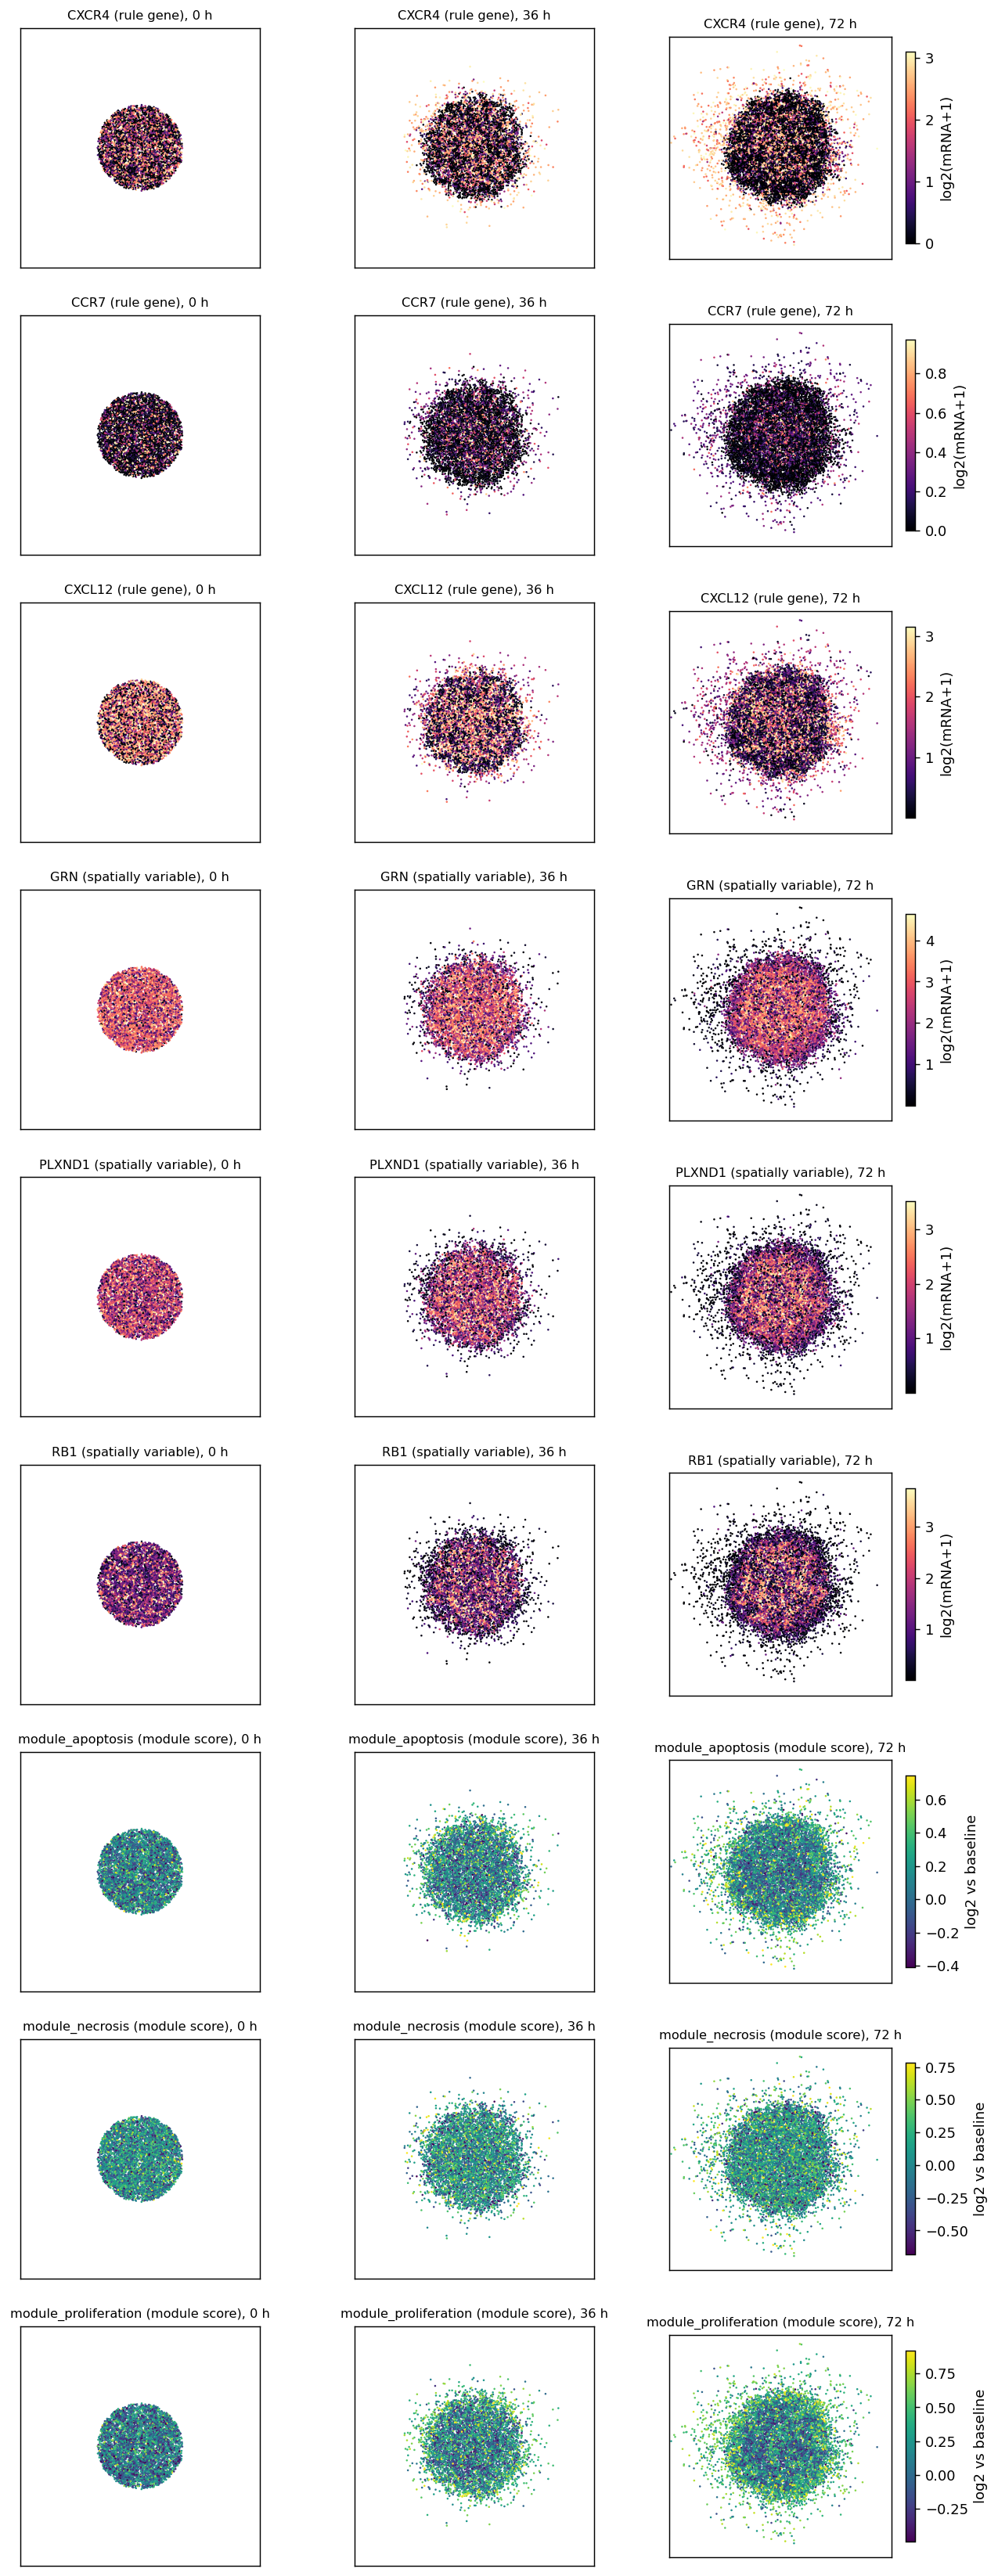 CXCR4 (rule gene), 0 h
CXCR4 (rule gene), 36 h
CXCR4 (rule gene), 72 h
3
2
1
0
log2(mRNA+1)
CCR7 (rule gene), 0 h
CCR7 (rule gene), 36 h
CCR7 (rule gene), 72 h
0.8
0.6
0.4
0.2
0.0
log2(mRNA+1)
CXCL12 (rule gene), 0 h
CXCL12 (rule gene), 36 h
CXCL12 (rule gene), 72 h
3
2
1
log2(mRNA+1)
GRN (spatially variable), 0 h
GRN (spatially variable), 36 h
GRN (spatially variable), 72 h
4
3
2
1
log2(mRNA+1)
PLXND1 (spatially variable), 0 h
PLXND1 (spatially variable), 36 h
PLXND1 (spatially variable), 72 h
3
2
1
log2(mRNA+1)
RB1 (spatially variable), 0 h
RB1 (spatially variable), 36 h
RB1 (spatially variable), 72 h
3
2
1
log2(mRNA+1)
module_apoptosis (module score), 0 h
module_apoptosis (module score), 36 h
module_apoptosis (module score), 72 h
0.6
0.4
0.2
0.0
−0.2
−0.4
log2 vs baseline
module_necrosis (module score), 0 h
module_necrosis (module score), 36 h
module_necrosis (module score), 72 h
0.75
0.50
0.25
0.00
−0.25
−0.50
log2 vs baseline
module_proliferation (module score), 0 h
module_proliferation (module score), 36 h
module_proliferation (module score), 72 h
0.75
0.50
0.25
0.00
−0.25
log2 vs baseline